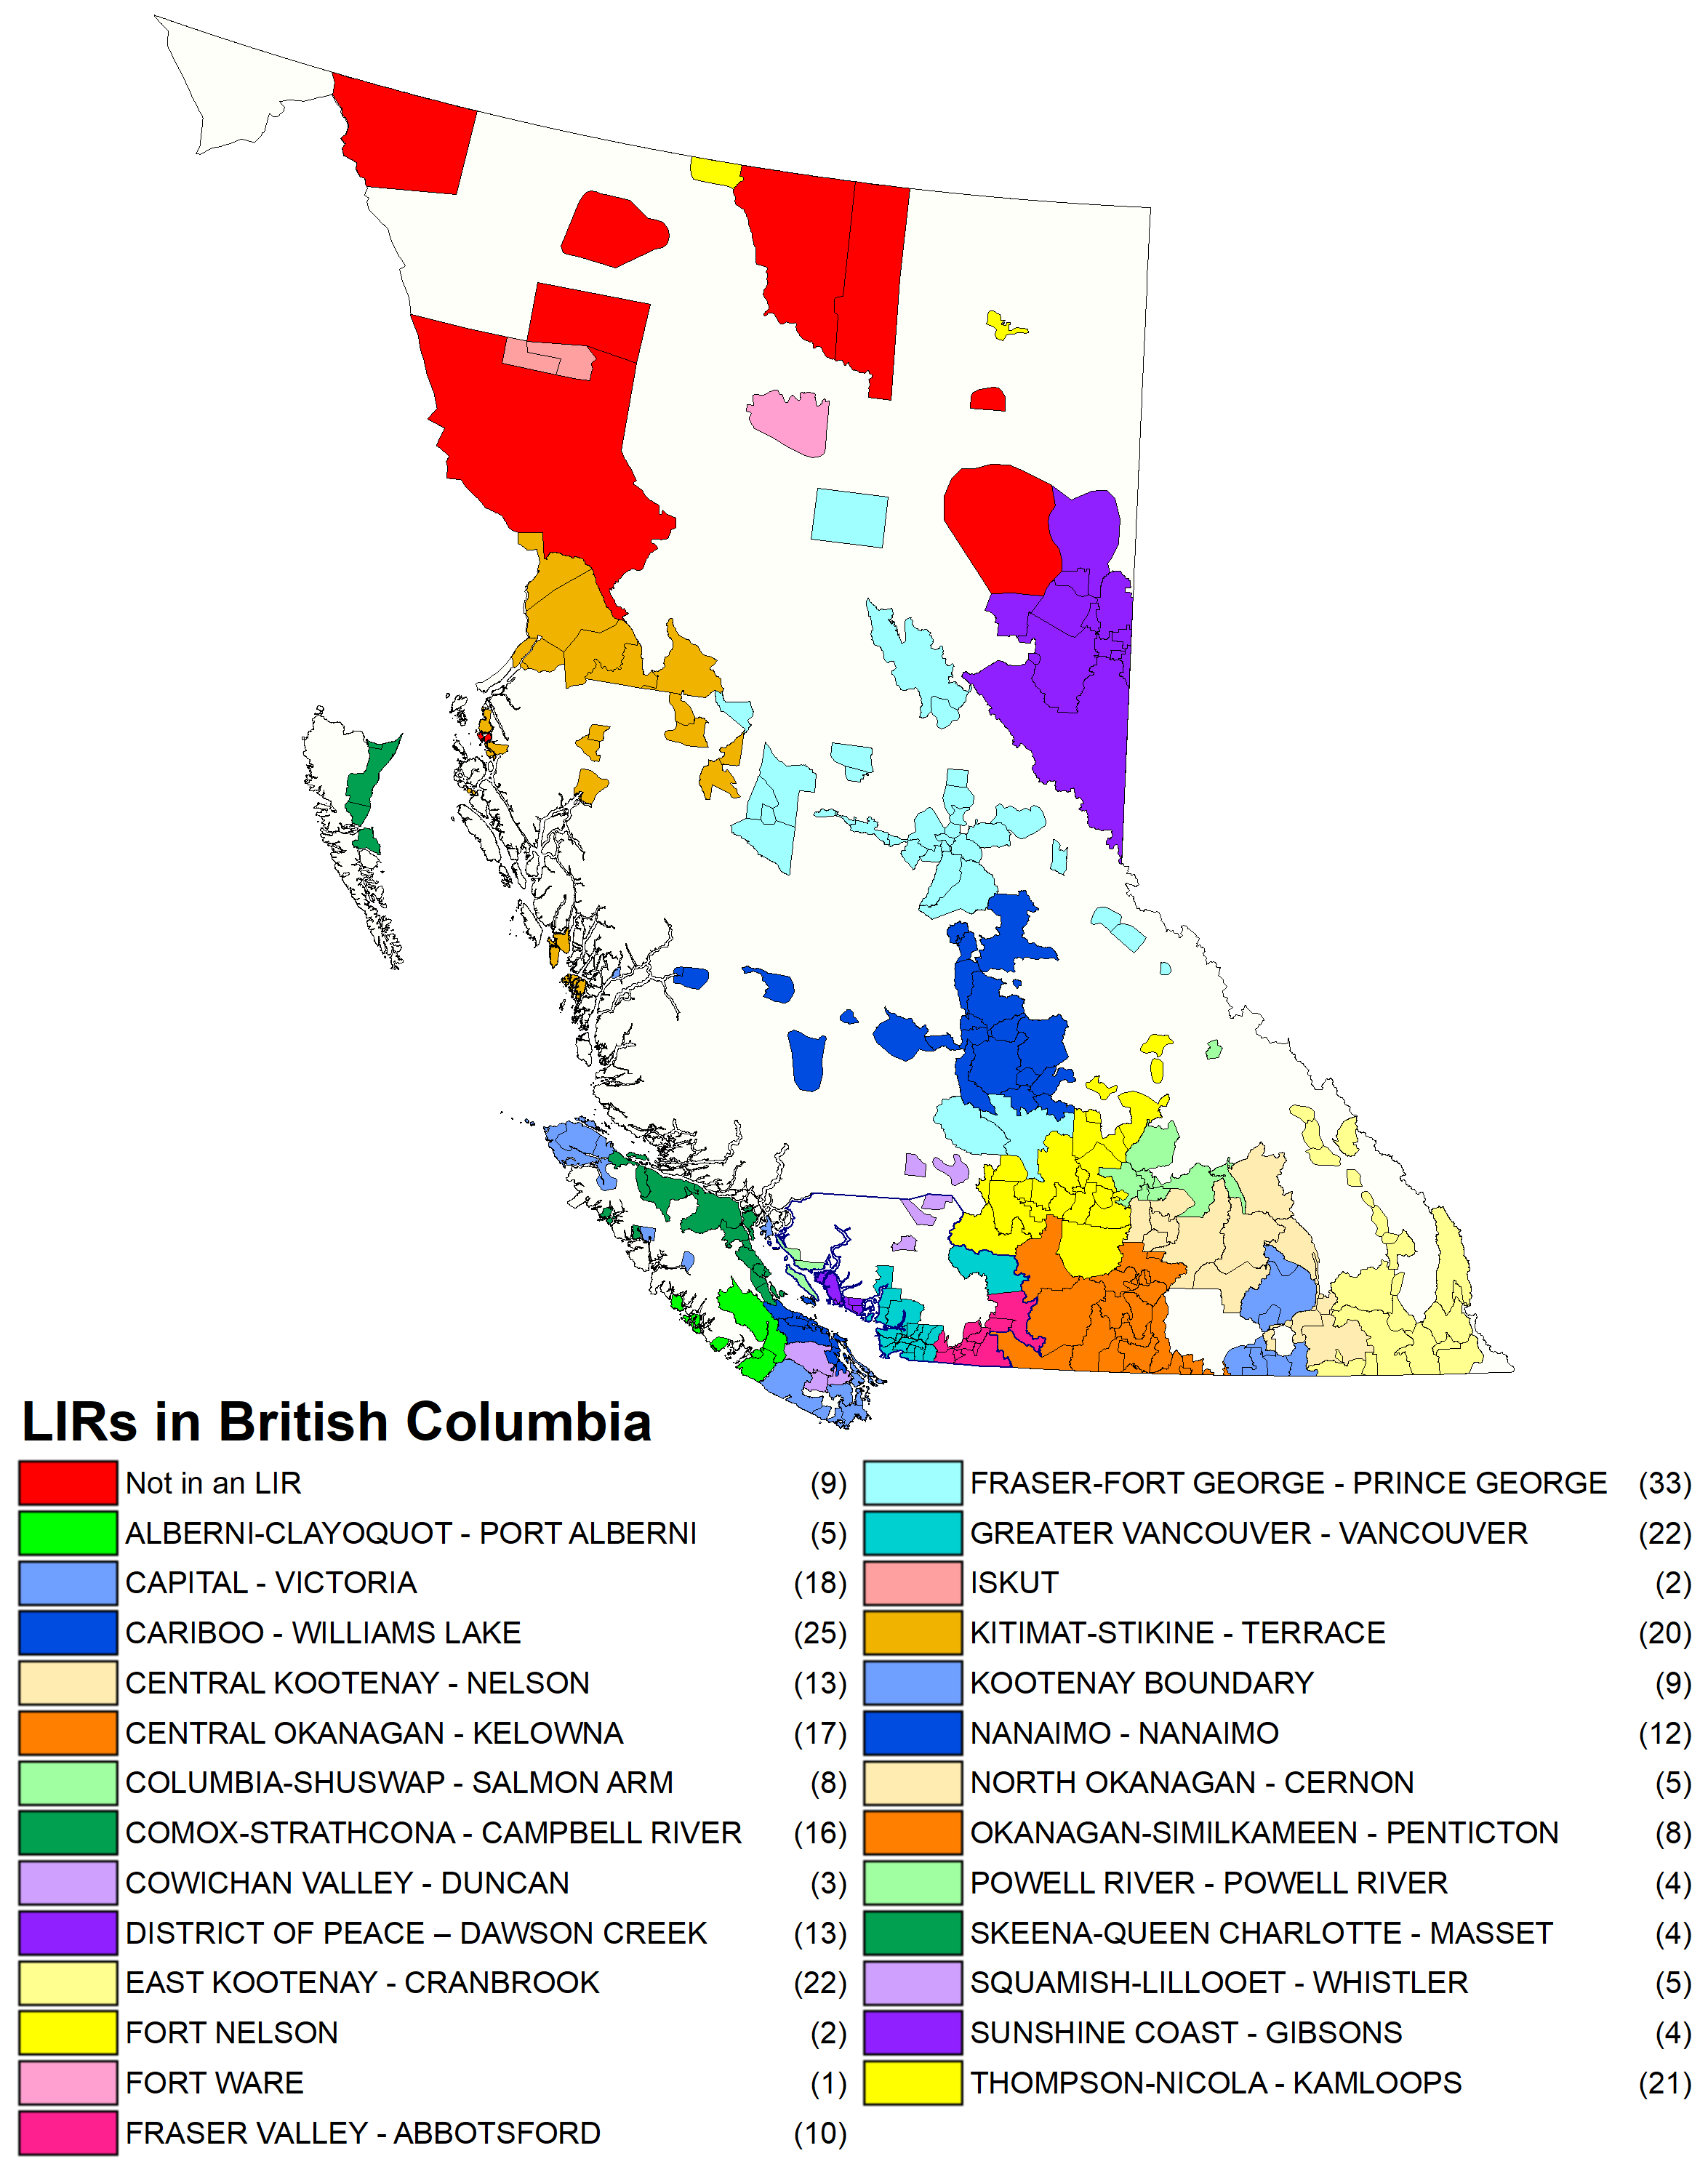 LIRs in British Columbia
Not in an LIR (9)
ALBERNI-CLAYOQUOT - PORT ALBERNI (5)
CAPITAL - VICTORIA (18)
CARIBOO - WILLIAMS LAKE (25)
CENTRAL KOOTENAY - NELSON (13)
CENTRAL OKANAGAN - KELOWNA (17)
COLUMBIA-SHUSWAP - SALMON ARM (8)
COMOX-STRATHCONA - CAMPBELL RIVER (16)
COWICHAN VALLEY - DUNCAN (3)
DISTRICT OF PEACE – DAWSON CREEK (13)
EAST KOOTENAY - CRANBROOK (22)
FORT NELSON (2)
FORT WARE (1)
FRASER VALLEY - ABBOTSFORD (10)
FRASER-FORT GEORGE - PRINCE GEORGE (33)
GREATER VANCOUVER - VANCOUVER (22)
ISKUT (2)
KITIMAT-STIKINE - TERRACE (20)
KOOTENAY BOUNDARY (9)
NANAIMO - NANAIMO (12)
NORTH OKANAGAN - CERNON (5)
OKANAGAN-SIMILKAMEEN - PENTICTON (8)
POWELL RIVER - POWELL RIVER (4)
SKEENA-QUEEN CHARLOTTE - MASSET (4)
SQUAMISH-LILLOOET - WHISTLER (5)
SUNSHINE COAST - GIBSONS (4)
THOMPSON-NICOLA - KAMLOOPS (21)